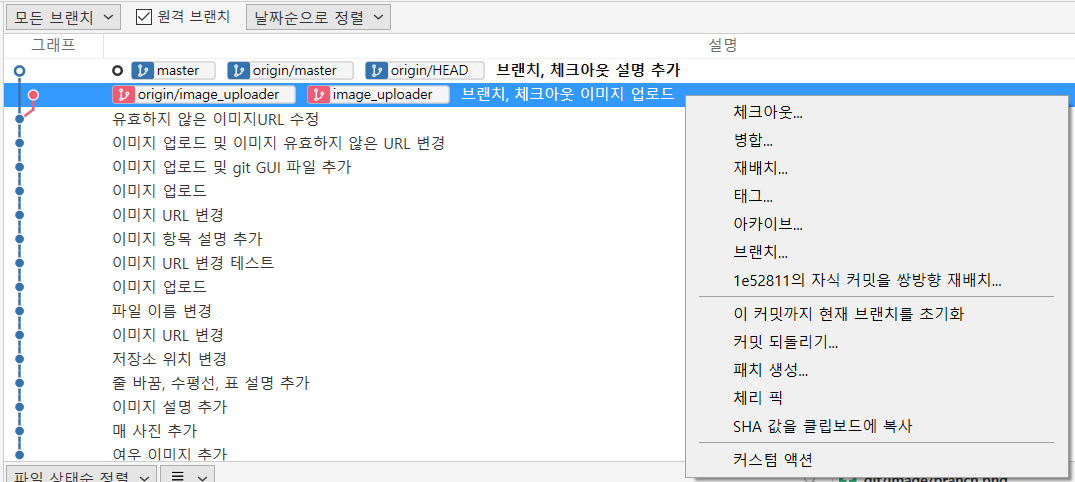 모든 브랜치 원격 브랜치 날짜순으로 정렬
그래프 설명
master origin/master origin/HEAD 브랜치, 체크아웃 설명 추가
origin/image_uploader image_uploader 브랜치, 체크아웃 이미지 업로드
유효하지 않은 이미지URL 수정
이미지 업로드 및 이미지 유효하지 않은 URL 변경
이미지 업로드 및 git GUI 파일 추가
이미지 업로드
이미지 URL 변경
이미지 항목 설명 추가
이미지 URL 변경 테스트
이미지 업로드
파일 이름 변경
이미지 URL 변경
저장소 위치 변경
줄 바꿈, 수평선, 표 설명 추가
이미지 설명 추가
매 사진 추가
여우 이미지 추가
체크아웃...
병합...
재배치...
태그...
아카이브...
브랜치...
1e52811의 자식 커밋을 쌍방향 재배치...
이 커밋까지 현재 브랜치를 초기화
커밋 되돌리기...
패치 생성...
체리 픽
SHA 값을 클립보드에 복사
커스텀 액션
파일 상태순 정렬
git/image/branch.png